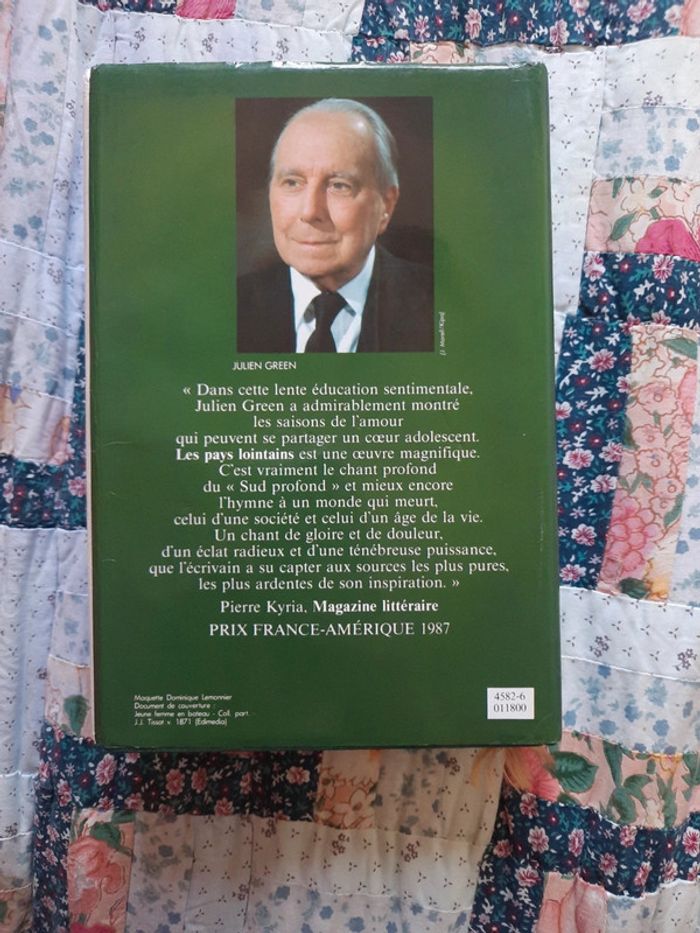 (J. Morell/Kipa)
JULIEN GREEN
« Dans cette lente éducation sentimentale,
Julien Green a admirablement montré
les saisons de l'amour
qui peuvent se partager un cœur adolescent.
Les pays lointains est une œuvre magnifique.
C'est vraiment le chant profond
du « Sud profond » et mieux encore
l'hymne à un monde qui meurt,
celui d'une société et celui d'un âge de la vie.
Un chant de gloire et de douleur,
d'un éclat radieux et d'une ténébreuse puissance,
que l'écrivain a su capter aux sources les plus pures,
les plus ardentes de son inspiration. »
Pierre Kyria, Magazine littéraire
PRIX FRANCE-AMÉRIQUE 1987
Maquette Dominique Lemonnier
Document de couverture :
Jeune femme en bateau - Coll. part.
J.J. Tissot v. 1871 (Edimedia)
4582-6
011800